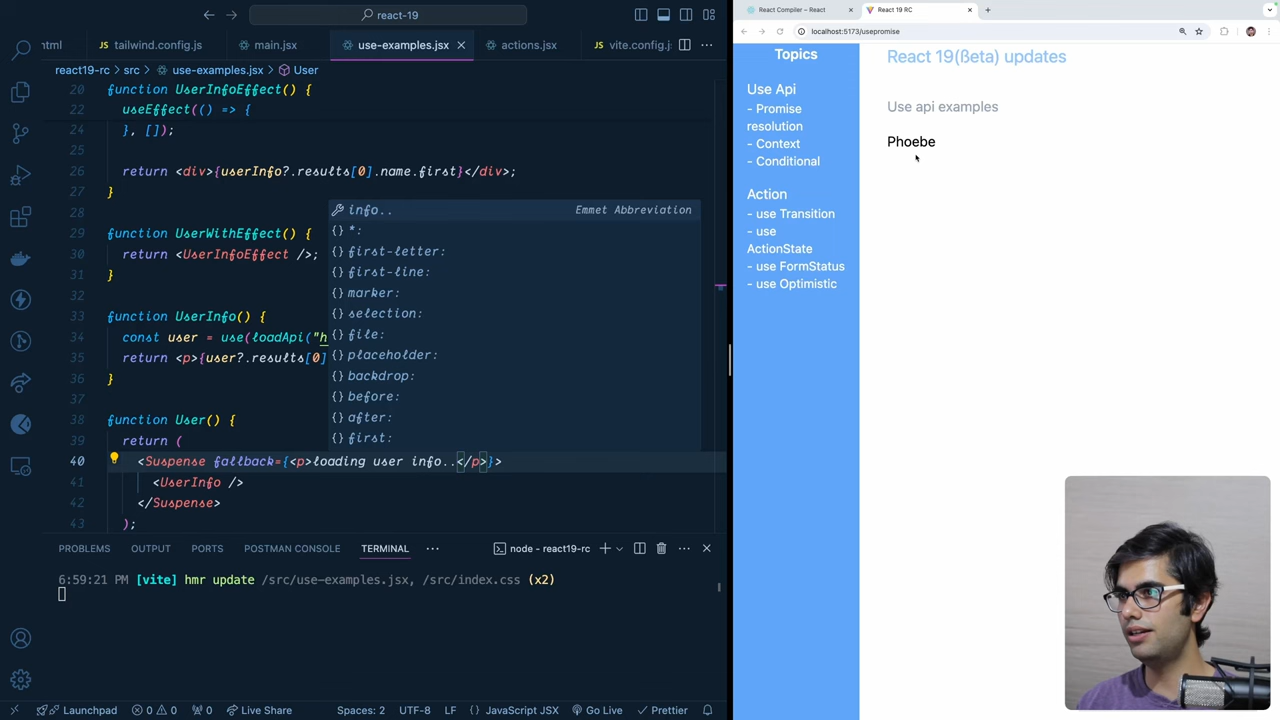 react-19
html
tailwind.config.js
main.jsx
use-examples.jsx
actions.jsx
vite.config.j
react19-rc > src > use-examples.jsx > User
20 function UserInfoEffect() {
22 useEffect(() => {
24 }, []);
25
26 return <div>{userInfo?.results[0].name.first}</div>;
27 }
28
29 function UserWithEffect() {
30 return <UserInfoEffect />;
31 }
32
33 function UserInfo() {
34 const user = use(loadApi("h
35 return <p>{user?.results[0]
36 }
37
38 function User() {
39 return (
40 <Suspense fallback={<p>loading user info..</p>}>
41 <UserInfo />
42 </Suspense>
43 );
info.. Emmet Abbreviation
{} *:
{} first-letter:
{} first-line:
{} marker:
{} selection:
{} file:
{} placeholder:
{} backdrop:
{} before:
{} after:
{} first:
PROBLEMS OUTPUT PORTS POSTMAN CONSOLE TERMINAL
node - react19-rc
6:59:21 PM [vite] hmr update /src/use-examples.jsx, /src/index.css (x2)
Launchpad 0 0 0 Live Share Spaces: 2 UTF-8 LF {} JavaScript JSX Go Live Prettier
React Compiler – React
React 19 RC
localhost:5173/usepromise
Topics
Use Api
- Promise
resolution
- Context
- Conditional
Action
- use Transition
- use
ActionState
- use FormStatus
- use Optimistic
React 19(ßeta) updates
Use api examples
Phoebe